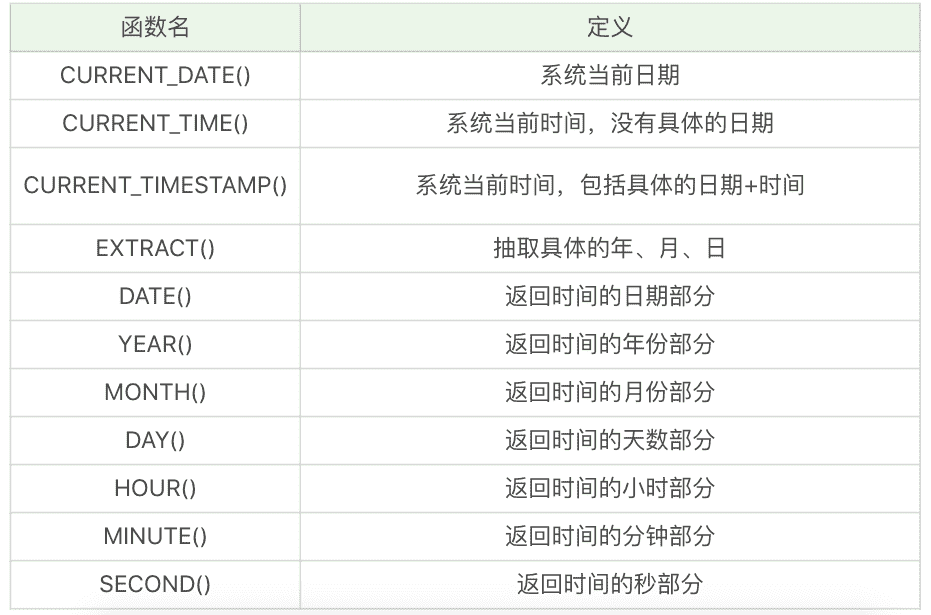 函数名 定义
CURRENT_DATE() 系统当前日期
CURRENT_TIME() 系统当前时间，没有具体的日期
CURRENT_TIMESTAMP() 系统当前时间，包括具体的日期+时间
EXTRACT() 抽取具体的年、月、日
DATE() 返回时间的日期部分
YEAR() 返回时间的年份部分
MONTH() 返回时间的月份部分
DAY() 返回时间的天数部分
HOUR() 返回时间的小时部分
MINUTE() 返回时间的分钟部分
SECOND() 返回时间的秒部分